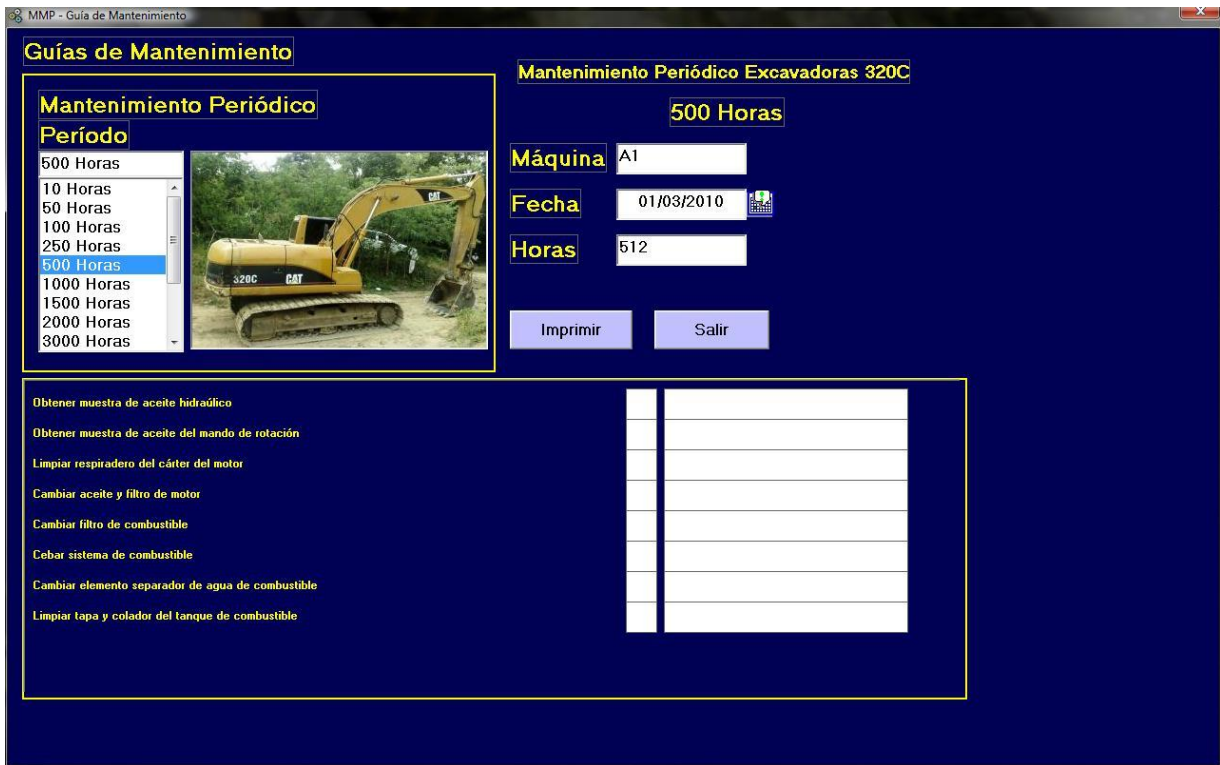 MMP - Guía de Mantenimiento
X
Guías de Mantenimiento
Mantenimiento Periódico
Período
500 Horas
10 Horas
50 Horas
100 Horas
250 Horas
500 Horas
1000 Horas
1500 Horas
2000 Horas
3000 Horas
320C CAT
CAT
Mantenimiento Periódico Excavadoras 320C
500 Horas
Máquina A1
Fecha 01/03/2010
Horas 512
Imprimir Salir
Obtener muestra de aceite hidraúlico
Obtener muestra de aceite del mando de rotación
Limpiar respiradero del cárter del motor
Cambiar aceite y filtro de motor
Cambiar filtro de combustible
Cebar sistema de combustible
Cambiar elemento separador de agua de combustible
Limpiar tapa y colador del tanque de combustible